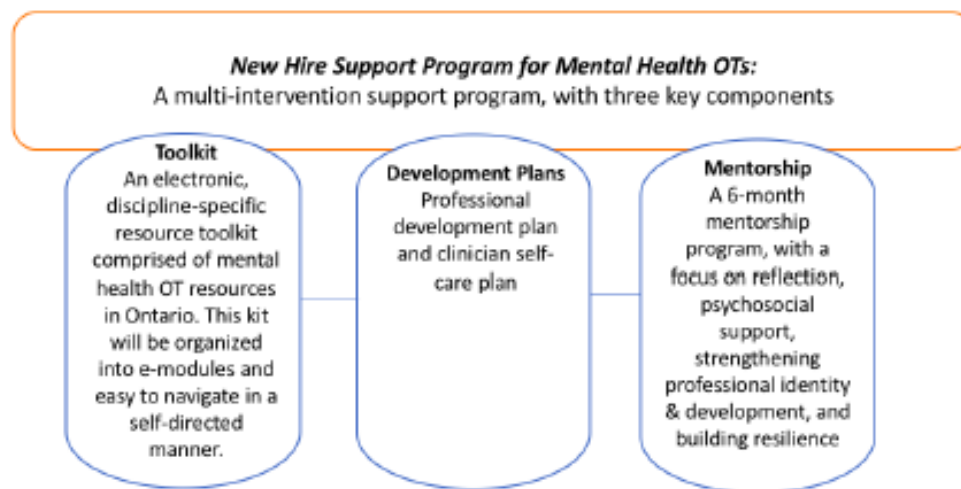 New Hire Support Program for Mental Health OTs:
A multi-intervention support program, with three key components
Toolkit
An electronic,
discipline-specific
resource toolkit
comprised of mental
health OT resources
in Ontario. This kit
will be organized
into e-modules and
easy to navigate in a
self-directed
manner.
Development Plans
Professional
development plan
and clinician self-
care plan
Mentorship
A 6-month
mentorship
program, with a
focus on reflection,
psychosocial
support,
strengthening
professional identity
& development, and
building resilience